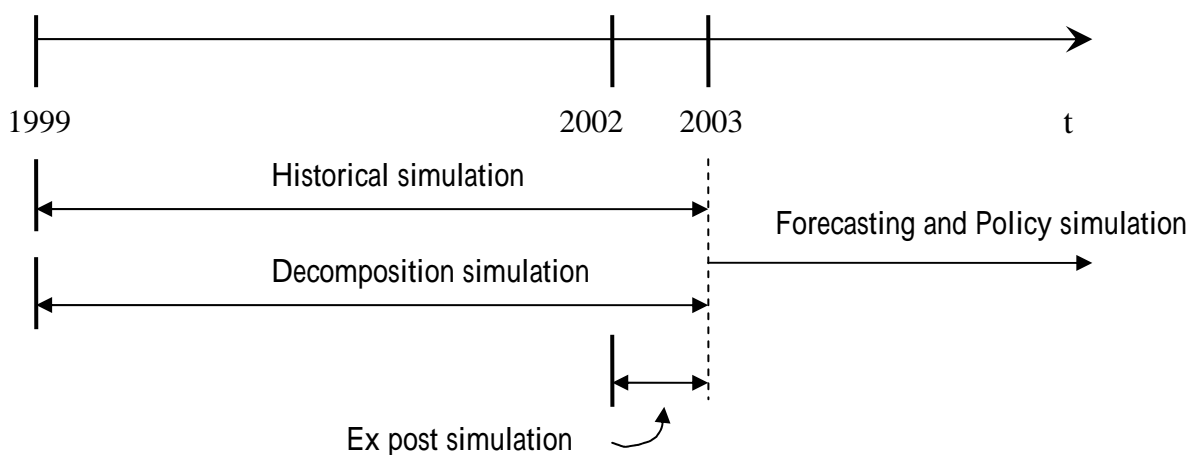 1999 2002 2003 t
Historical simulation
Forecasting and Policy simulation
Decomposition simulation
Ex post simulation